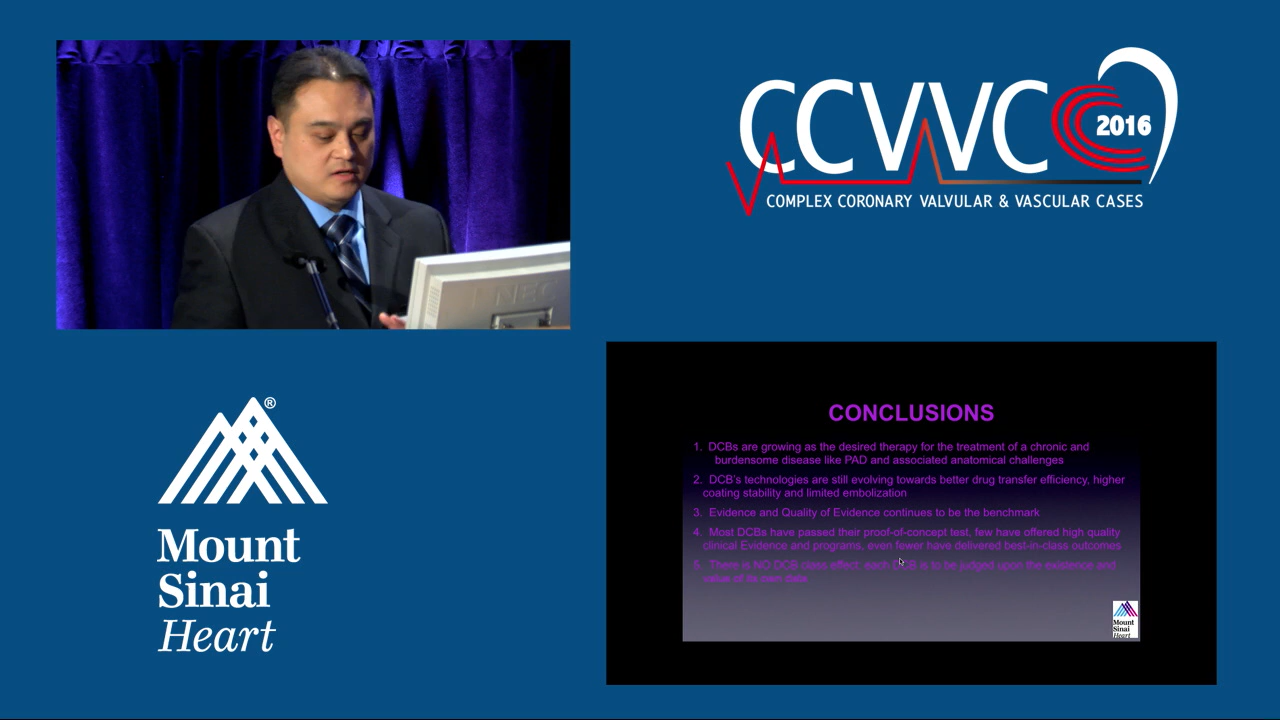 CCVVC
2016
COMPLEX CORONARY VALVULAR & VASCULAR CASES
NEC
®
Mount
Sinai
Heart
CONCLUSIONS
1. DCBs are growing as the desired therapy for the treatment of a chronic and
burdensome disease like PAD and associated anatomical challenges
2. DCB's technologies are still evolving towards better drug transfer efficiency, higher
coating stability and limited embolization
3. Evidence and Quality of Evidence continues to be the benchmark
4. Most DCBs have passed their proof-of-concept test, few have offered high quality
clinical Evidence and programs, even fewer have delivered best-in-class outcomes
5. There is NO DCB class effect: each DCB is to be judged upon the existence and
value of its own data
Mount
Sinai
Heart